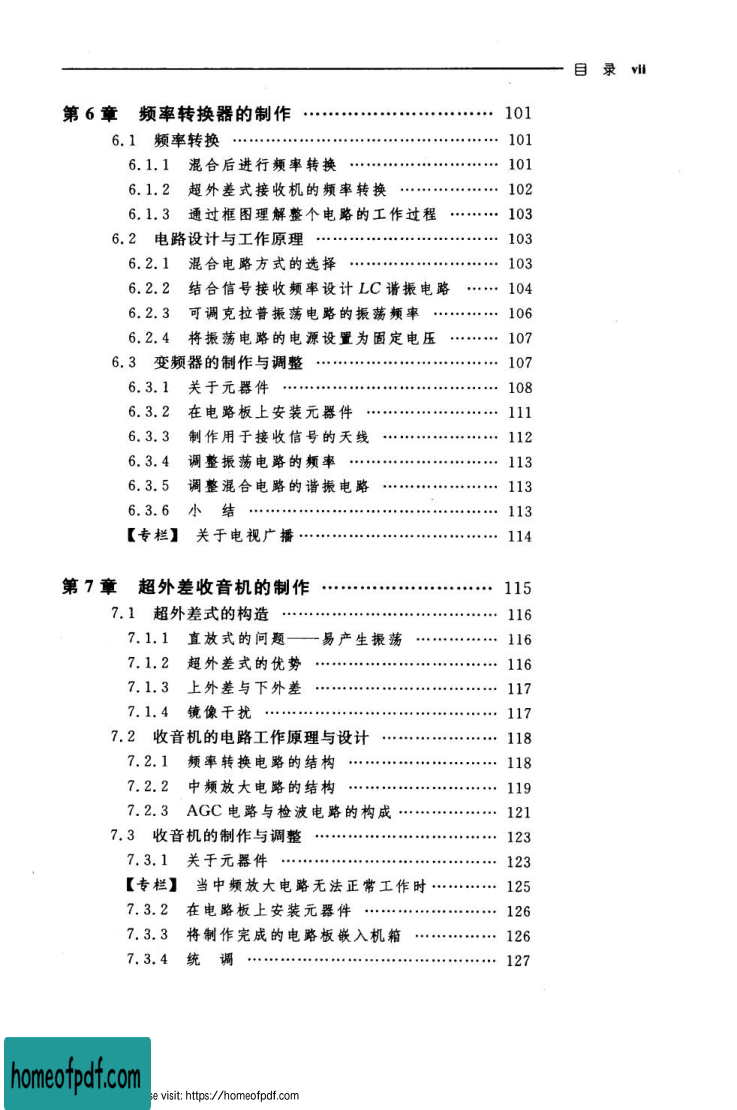 目 录 vii
第6章 频率转换器的制作 ………………………… 101
6.1 频率转换 ………………………………………… 101
6.1.1 混合后进行频率转换 ……………………… 101
6.1.2 超外差式接收机的频率转换 ……………… 102
6.1.3 通过框图理解整个电路的工作过程 ……… 103
6.2 电路设计与工作原理 …………………………… 103
6.2.1 混合电路方式的选择 ……………………… 103
6.2.2 结合信号接收频率设计LC谐振电路 …… 104
6.2.3 可调克拉普振荡电路的振荡频率 ………… 106
6.2.4 将振荡电路的电源设置为固定电压 ……… 107
6.3 变频器的制作与调整 …………………………… 107
6.3.1 关于元器件 ………………………………… 108
6.3.2 在电路板上安装元器件 …………………… 111
6.3.3 制作用于接收信号的天线 ………………… 112
6.3.4 调整振荡电路的频率 ……………………… 113
6.3.5 调整混合电路的谐振电路 ………………… 113
6.3.6 小 结 ……………………………………… 113
【专栏】 关于电视广播 ……………………………… 114
第7章 超外差收音机的制作 ……………………… 115
7.1 超外差式的构造 ………………………………… 116
7.1.1 直放式的问题——易产生振荡 …………… 116
7.1.2 超外差式的优势 …………………………… 116
7.1.3 上外差与下外差 …………………………… 117
7.1.4 镜像干扰 …………………………………… 117
7.2 收音机的电路工作原理与设计 ………………… 118
7.2.1 频率转换电路的结构 ……………………… 118
7.2.2 中频放大电路的结构 ……………………… 119
7.2.3 AGC电路与检波电路的构成 ……………… 121
7.3 收音机的制作与调整 …………………………… 123
7.3.1 关于元器件 ………………………………… 123
【专栏】 当中频放大电路无法正常工作时 ………… 125
7.3.2 在电路板上安装元器件 …………………… 126
7.3.3 将制作完成的电路板嵌入机箱 …………… 126
7.3.4 统 调 ……………………………………… 127
homeofpdf.com
se visit: https://homeofpdf.com